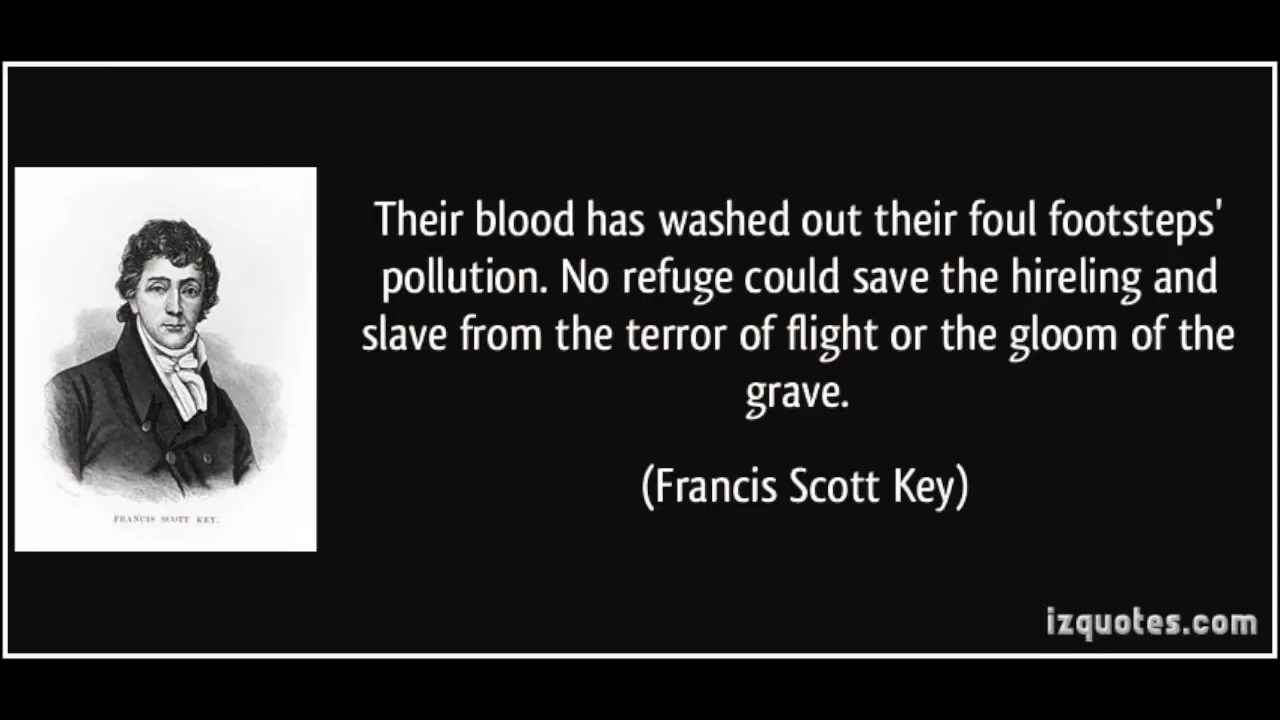 Their blood has washed out their foul footsteps'
pollution. No refuge could save the hireling and
slave from the terror of flight or the gloom of the
grave.
(Francis Scott Key)
FRANCIS SCOTT KEY.
izquotes.com